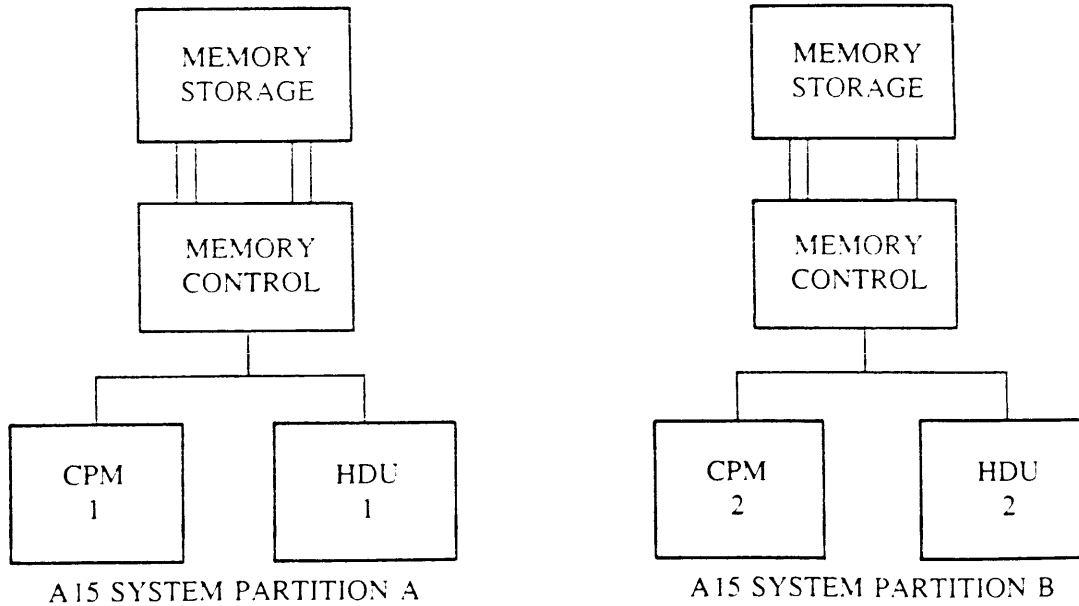 MEMORY
STORAGE
MEMORY
CONTROL
CPM
1
HDU
1
A15 SYSTEM PARTITION A
MEMORY
STORAGE
MEMORY
CONTROL
CPM
2
HDU
2
A15 SYSTEM PARTITION B